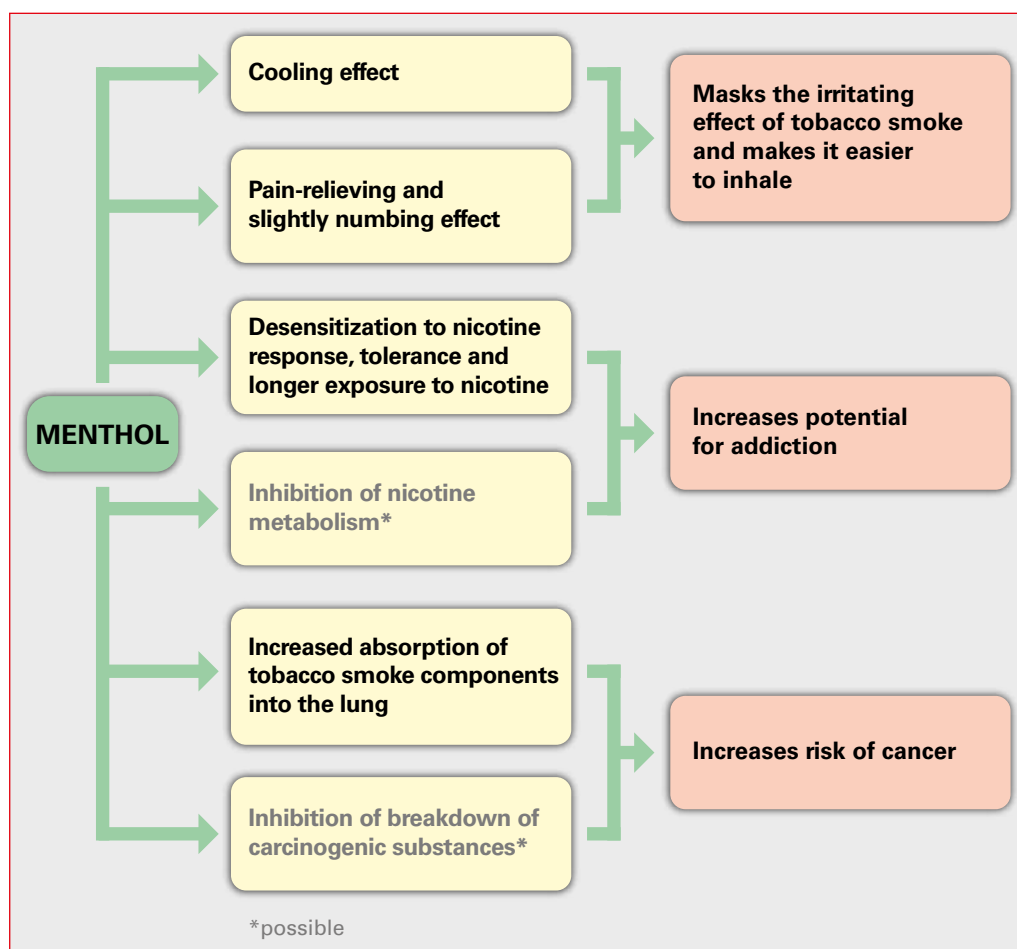 Cooling effect
Masks the irritating
effect of tobacco smoke
and makes it easier
to inhale
Pain-relieving and
slightly numbing effect
Desensitization to nicotine
response, tolerance and
longer exposure to nicotine
MENTHOL
Increases potential
for addiction
Inhibition of nicotine
metabolism*
Increased absorption of
tobacco smoke components
into the lung
Increases risk of cancer
Inhibition of breakdown of
carcinogenic substances*
*possible